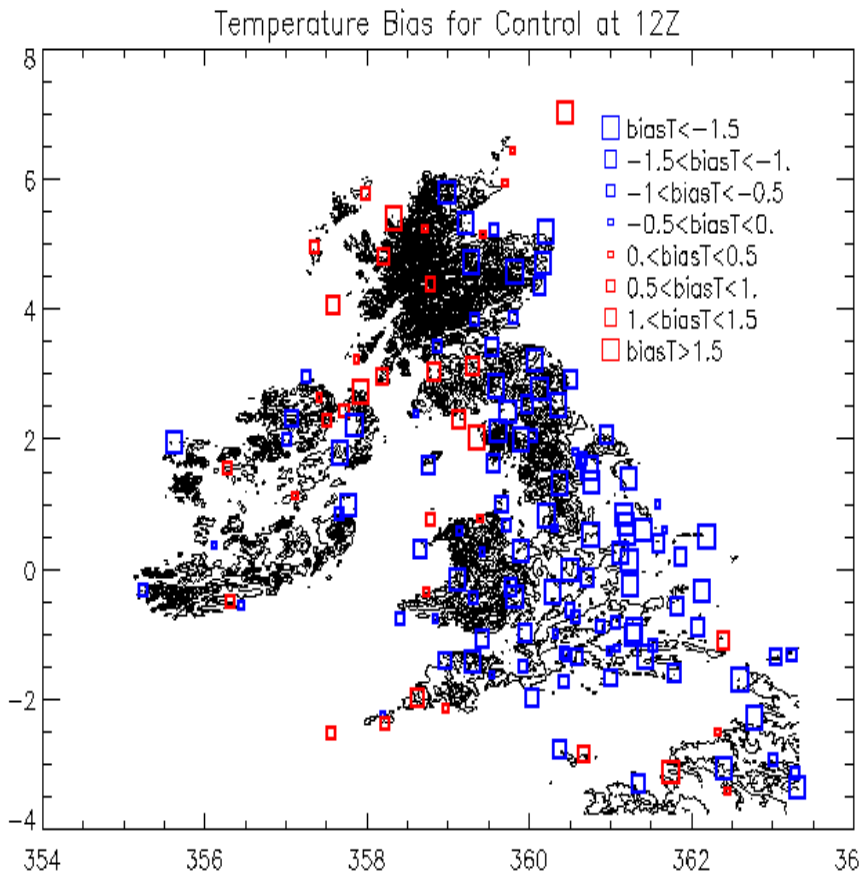 Temperature Bias for Control at 12Z
8
6
4
2
0
-2
-4
biasT<-1.5
-1.5<biasT<-1.
-1<biasT<-0.5
-0.5<biasT<0.
0.<biasT<0.5
0.5<biasT<1.
1.<biasT<1.5
biasT>1.5
354 356 358 360 362 36